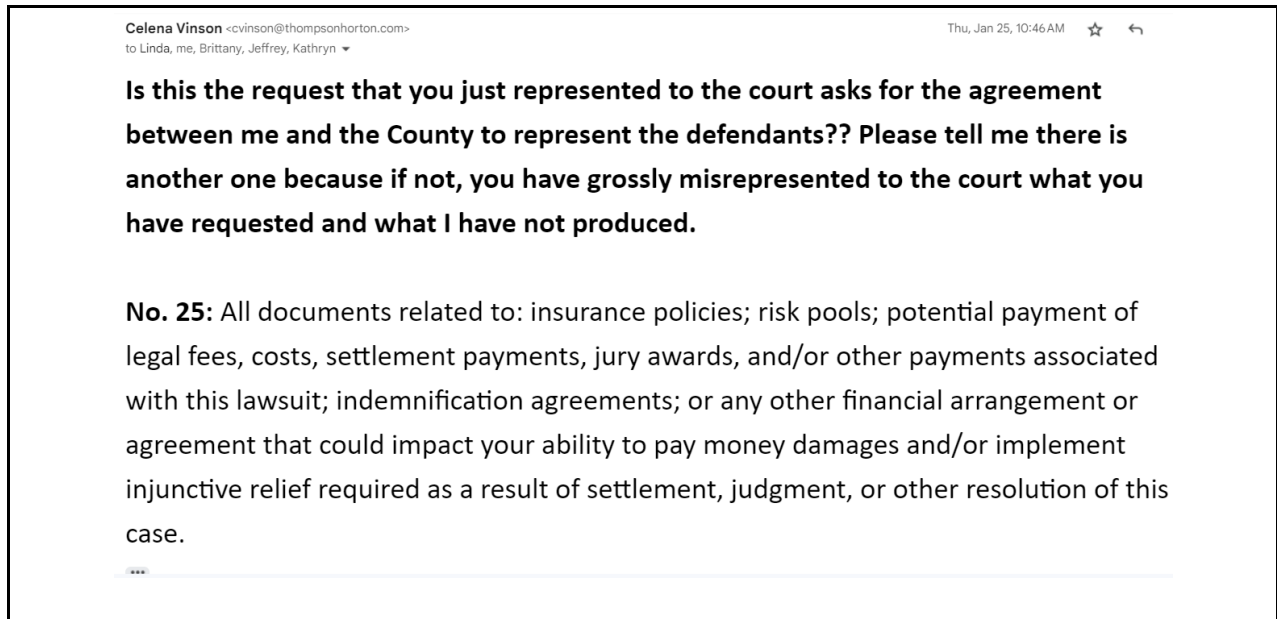 Celena Vinson <cvinson@thompsonhorton.com>
Thu, Jan 25, 10:46 AM
to Linda, me, Brittany, Jeffrey, Kathryn
Is this the request that you just represented to the court asks for the agreement
between me and the County to represent the defendants?? Please tell me there is
another one because if not, you have grossly misrepresented to the court what you
have requested and what I have not produced.
No. 25: All documents related to: insurance policies; risk pools; potential payment of
legal fees, costs, settlement payments, jury awards, and/or other payments associated
with this lawsuit; indemnification agreements; or any other financial arrangement or
agreement that could impact your ability to pay money damages and/or implement
injunctive relief required as a result of settlement, judgment, or other resolution of this
case.